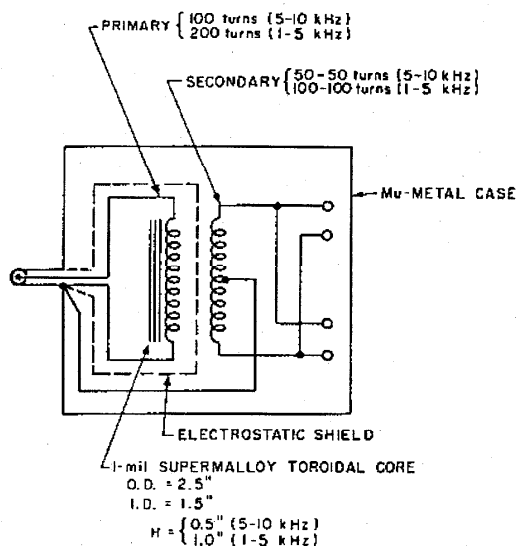 PRIMARY { 100 turns (5-10 kHz)
200 turns (1-5 kHz)
SECONDARY { 50-50 turns (5-10 kHz)
100-100 turns (1-5 kHz)
Mu-METAL CASE
ELECTROSTATIC SHIELD
1-mil SUPERMALLOY TOROIDAL CORE
O.D. = 2.5"
I.D. = 1.5"
H = { 0.5" (5-10 kHz)
1.0" (1-5 kHz)